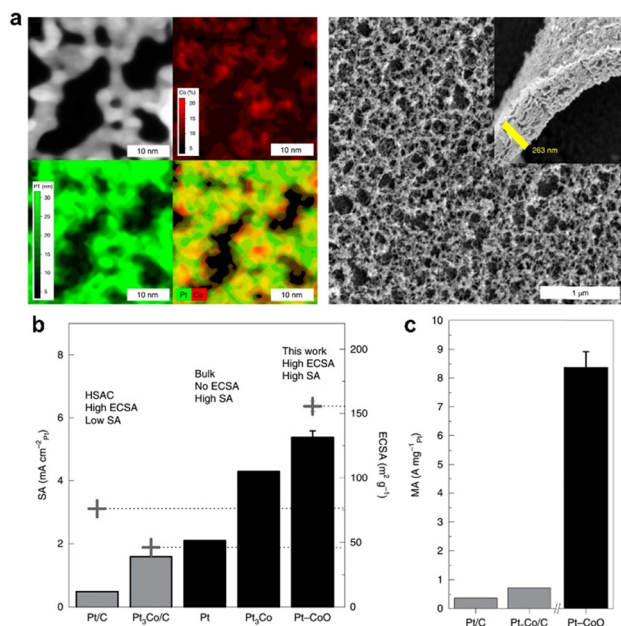 a
Co (%)
20
15
10
5
10 nm
10 nm
PT (nm)
30
25
20
15
10
5
10 nm
Pt Co
10 nm
263 nm
1 µm
b
8
6
4
2
0
SA (mA cm⁻²Pt)
HSAC
High ECSA
Low SA
Bulk
No ECSA
High SA
This work
High ECSA
High SA
200
150
100
50
0
ECSA (m² g⁻¹)
Pt/C
Pt₃Co/C
Pt
Pt₃Co
Pt–CoO
c
10
9
8
7
6
5
4
3
2
1
0
MA (A mg⁻¹Pt)
Pt/C
Pt₃Co/C
Pt–CoO